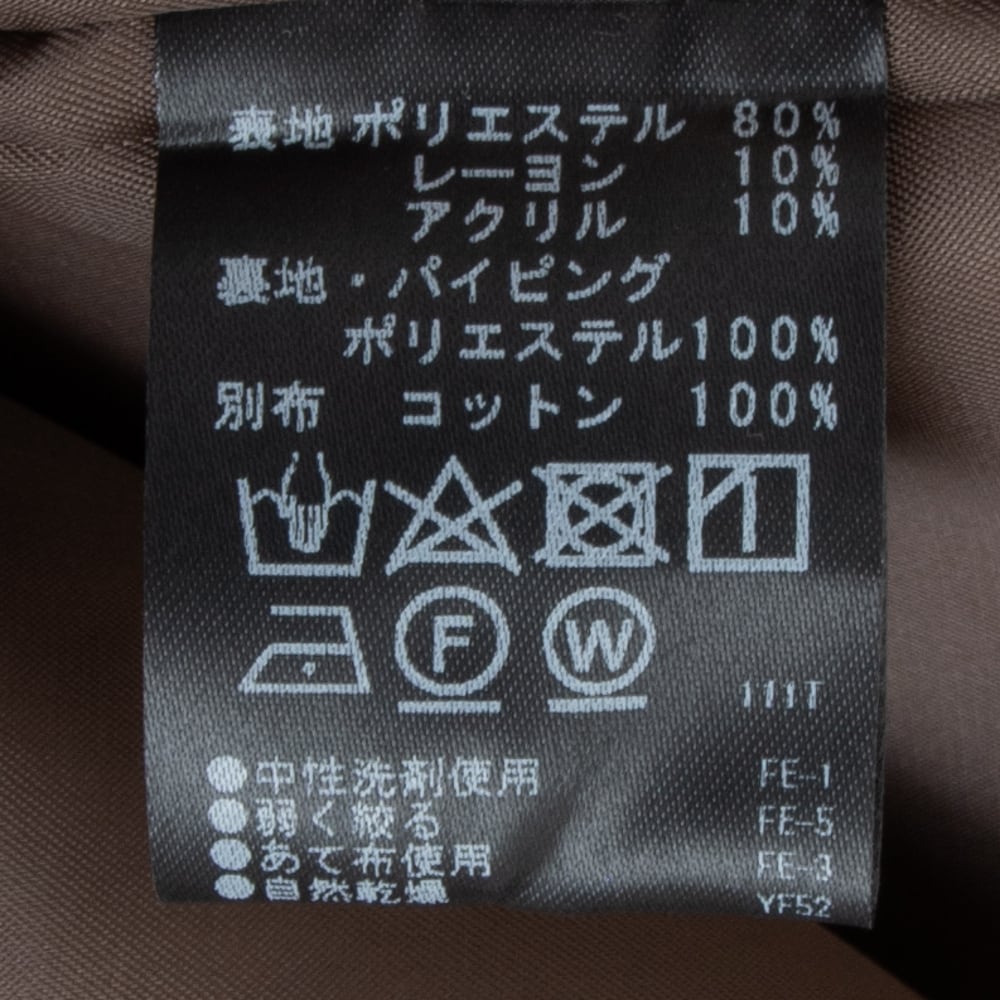 表地 ポリエステル 80%
レーヨン 10%
アクリル 10%
裏地・パイピング
ポリエステル100%
別布 コットン 100%
F W
111T
●中性洗剤使用 FE-1
●弱く絞る FE-5
●あて布使用 FE-3
●自然乾燥 YF52